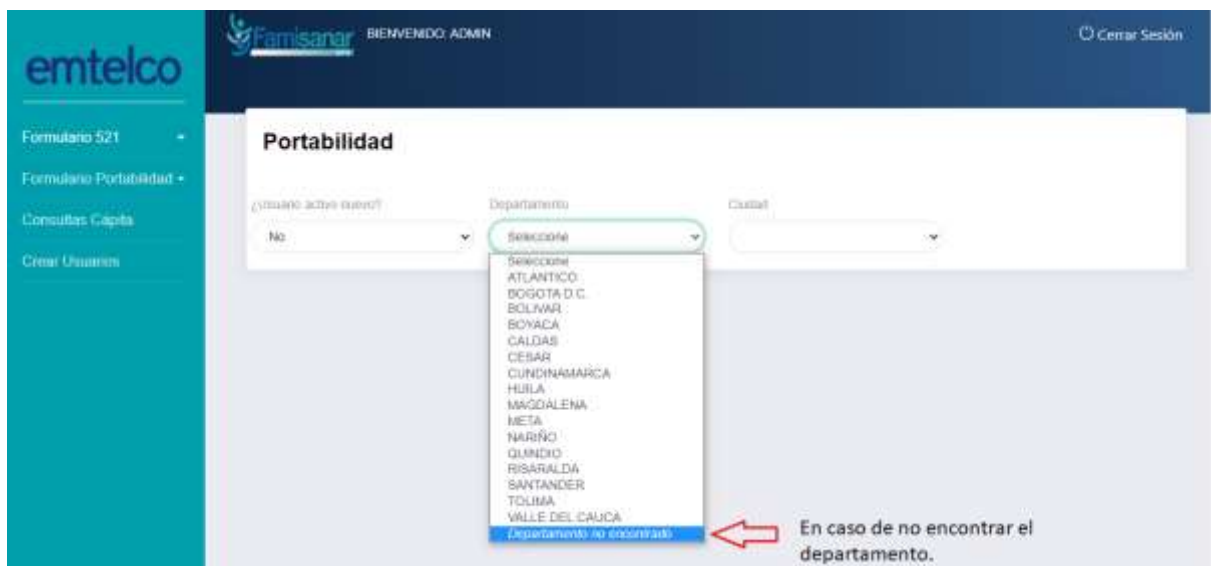 emtelco
Famisanar
BIENVENIDO: ADMIN
Cerrar Sesión
Formulario 521
Formulario Portabilidad
Consultas Cápita
Crear Usuarios
Portabilidad
¿Usuario activo nuevo?
Departamento
Ciudad
No
Seleccione
Seleccione
ATLANTICO
BOGOTA D.C.
BOLIVAR
BOYACA
CALDAS
CESAR
CUNDINAMARCA
HUILA
MAGDALENA
META
NARIÑO
QUINDIO
RISARALDA
SANTANDER
TOLIMA
VALLE DEL CAUCA
Departamento no encontrado
En caso de no encontrar el
departamento.